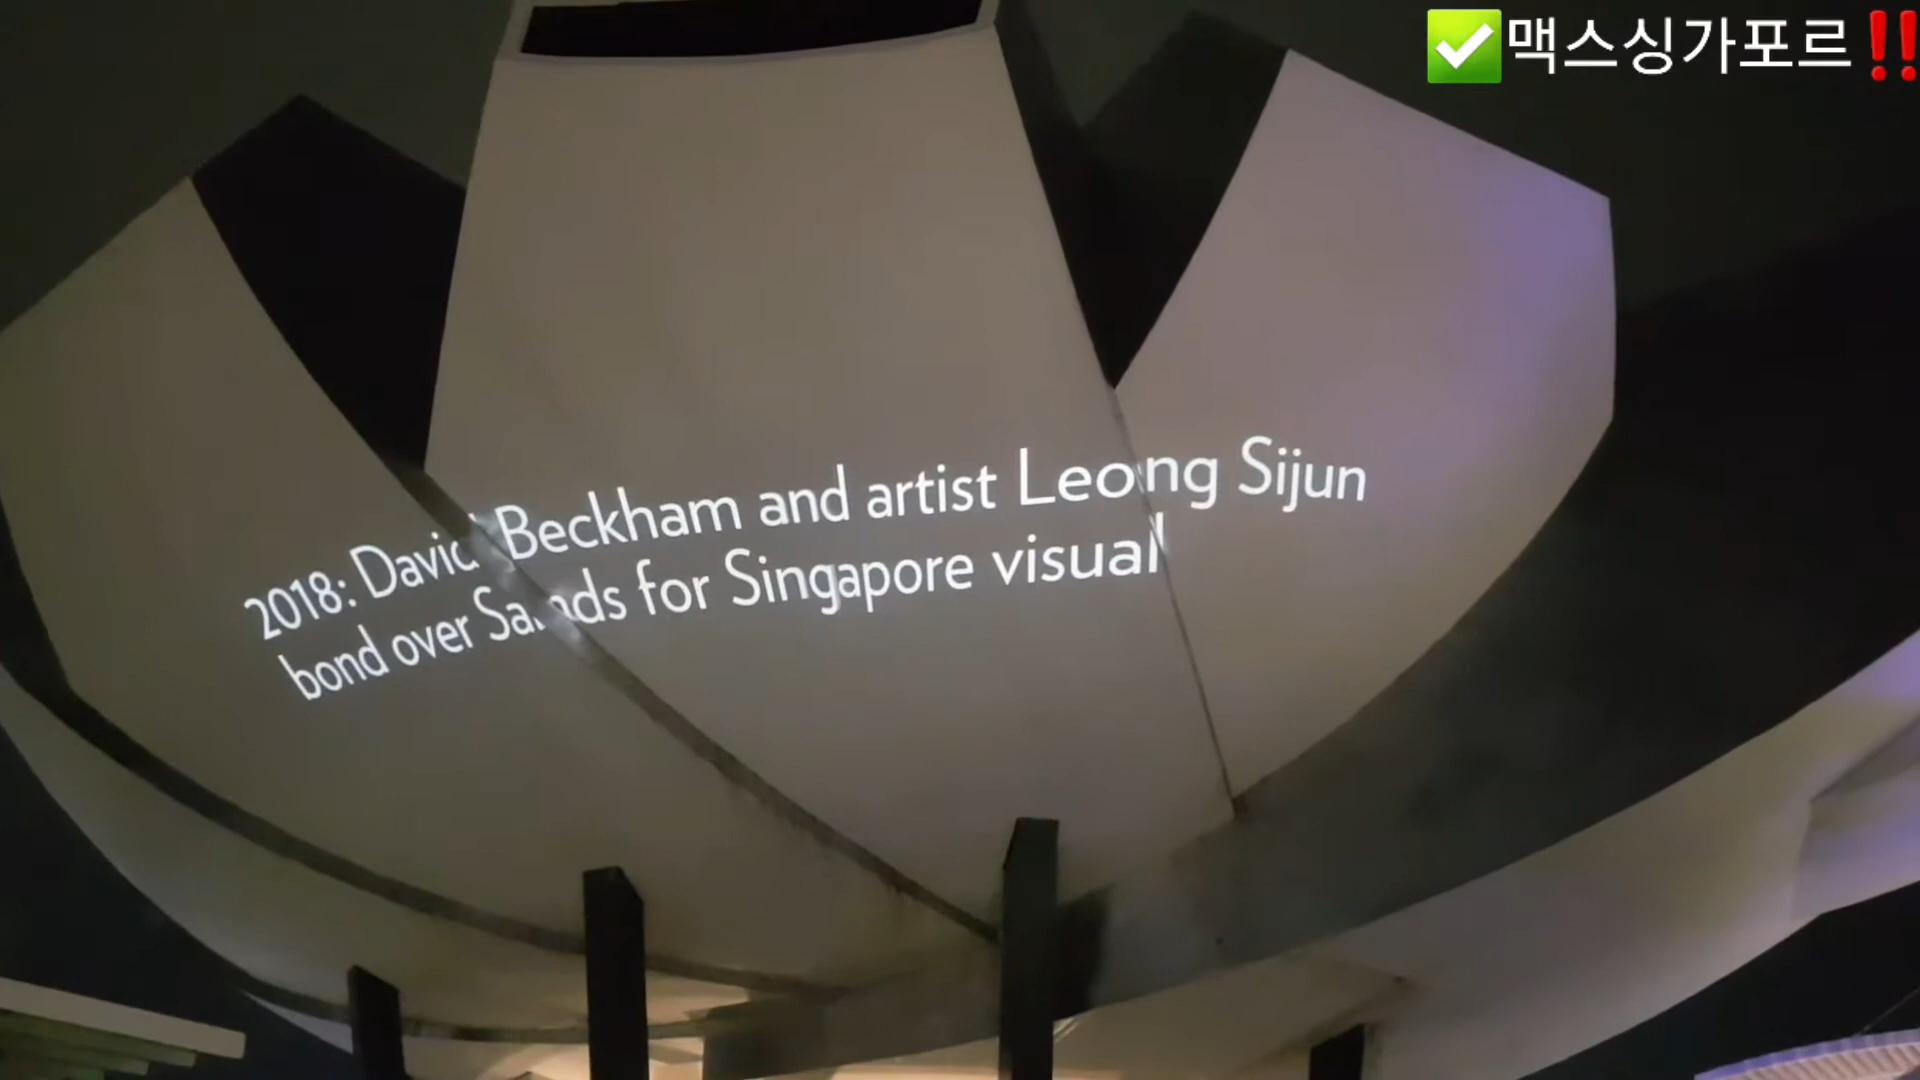 ✅맥스싱가포르‼️
2018: David Beckham and artist Leong Sijun
bond over Sands for Singapore visual